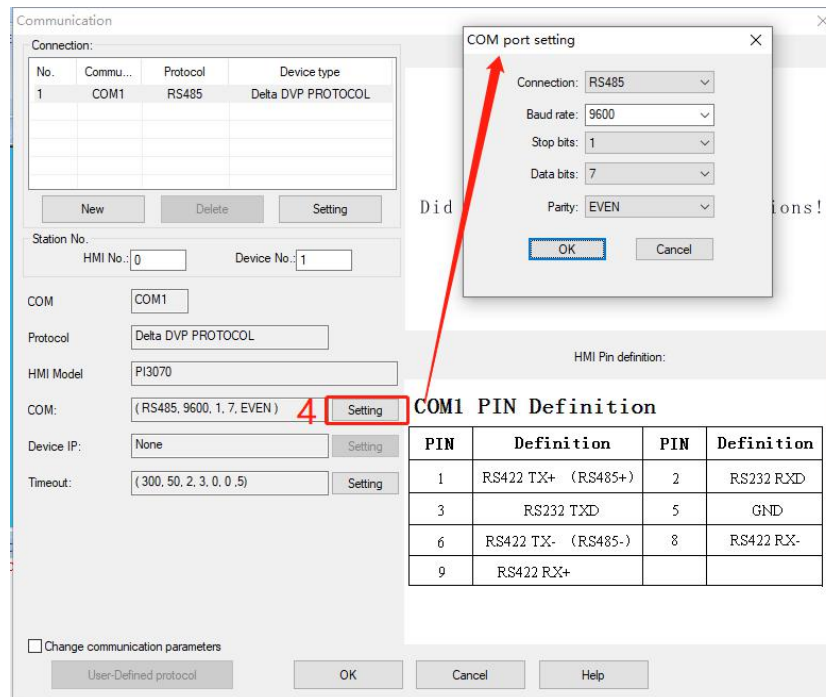 Communication
Connection:
No. Commu... Protocol Device type
1 COM1 RS485 Delta DVP PROTOCOL
New Delete Setting
Station No.
HMI No.: 0 Device No.: 1
COM COM1
Protocol Delta DVP PROTOCOL
HMI Model PI3070
COM: ( RS485, 9600, 1, 7, EVEN ) 4 Setting
Device IP: None Setting
Timeout: ( 300, 50, 2, 3, 0, 0 ,5) Setting
Change communication parameters
User-Defined protocol OK Cancel Help
COM port setting
Connection: RS485
Baud rate: 9600
Stop bits: 1
Data bits: 7
Parity: EVEN
OK Cancel
Did ions!
HMI Pin definition:
COM1 PIN Definition
PIN Definition PIN Definition
1 RS422 TX+ (RS485+) 2 RS232 RXD
3 RS232 TXD 5 GND
6 RS422 TX- (RS485-) 8 RS422 RX-
9 RS422 RX+